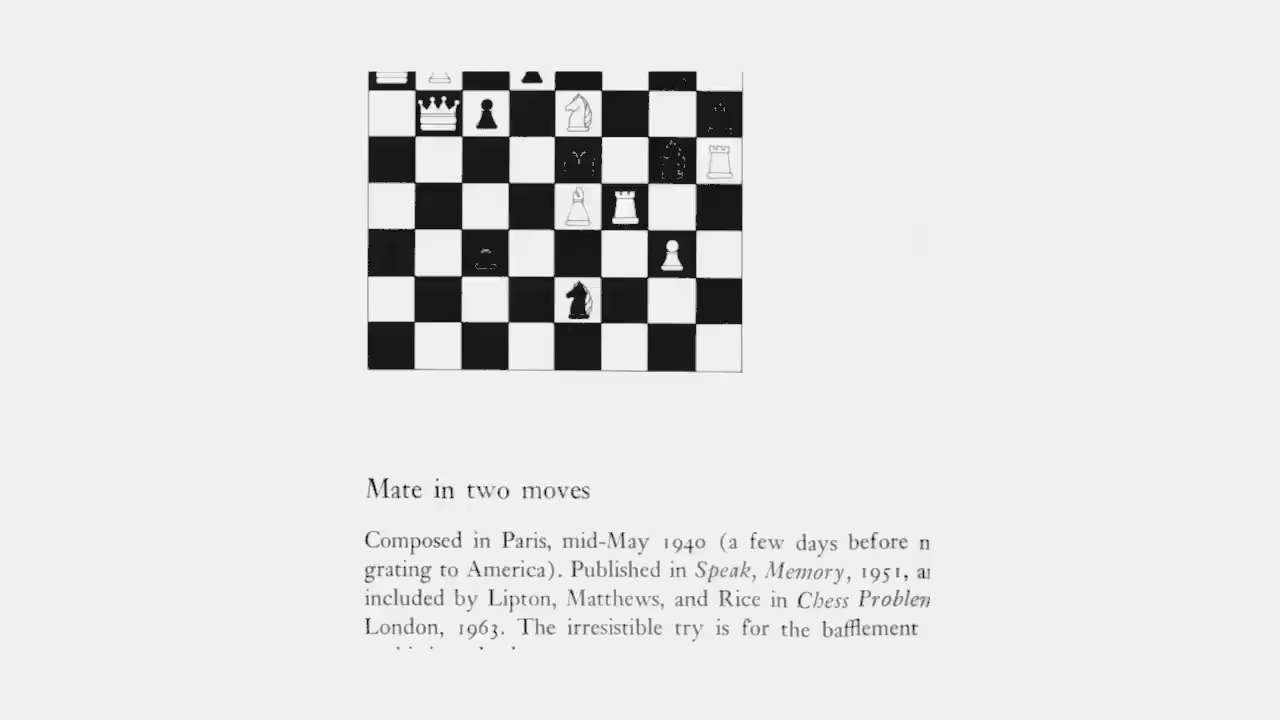 Mate in two moves
Composed in Paris, mid-May 1940 (a few days before
grating to America). Published in Speak, Memory, 1951,
included by Lipton, Matthews, and Rice in Chess
London, 1963. The irresistible try is for the bafflement